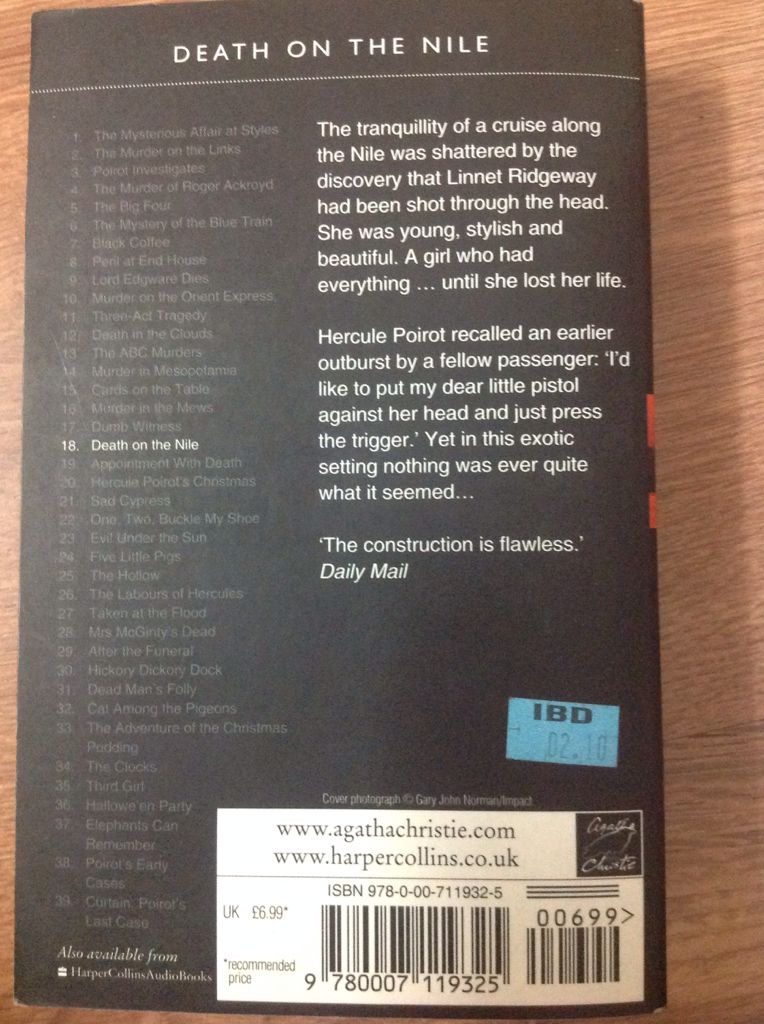 DEATH ON THE NILE
1. The Mysterious Affair at Styles
2. The Murder on the Links
3. Poirot Investigates
4. The Murder of Roger Ackroyd
5. The Big Four
6. The Mystery of the Blue Train
7. Black Coffee
8. Peril at End House
9. Lord Edgware Dies
10. Murder on the Orient Express
11. Three-Act Tragedy
12. Death in the Clouds
13. The ABC Murders
14. Murder in Mesopotamia
15. Cards on the Table
16. Murder in the Mews
17. Dumb Witness
18. Death on the Nile
19. Appointment With Death
20. Hercule Poirot's Christmas
21. Sad Cypress
22. One, Two, Buckle My Shoe
23. Evil Under the Sun
24. Five Little Pigs
25. The Hollow
26. The Labours of Hercules
27. Taken at the Flood
28. Mrs McGinty's Dead
29. After the Funeral
30. Hickory Dickory Dock
31. Dead Man's Folly
32. Cat Among the Pigeons
33. The Adventure of the Christmas
Pudding
34. The Clocks
35. Third Girl
36. Hallowe'en Party
37. Elephants Can
Remember
38. Poirot's Early
Cases
39. Curtain: Poirot's
Last Case
Also available from
HarperCollinsAudioBooks
The tranquillity of a cruise along
the Nile was shattered by the
discovery that Linnet Ridgeway
had been shot through the head.
She was young, stylish and
beautiful. A girl who had
everything … until she lost her life.
Hercule Poirot recalled an earlier
outburst by a fellow passenger: ‘I’d
like to put my dear little pistol
against her head and just press
the trigger.’ Yet in this exotic
setting nothing was ever quite
what it seemed…
‘The construction is flawless.’
Daily Mail
IBD
02.10
Cover photograph © Gary John Norman/Impact
www.agathachristie.com
www.harpercollins.co.uk
Agatha
Christie
ISBN 978-0-00-711932-5
UK £6.99*
*recommended
price
00699>
9 780007 119325